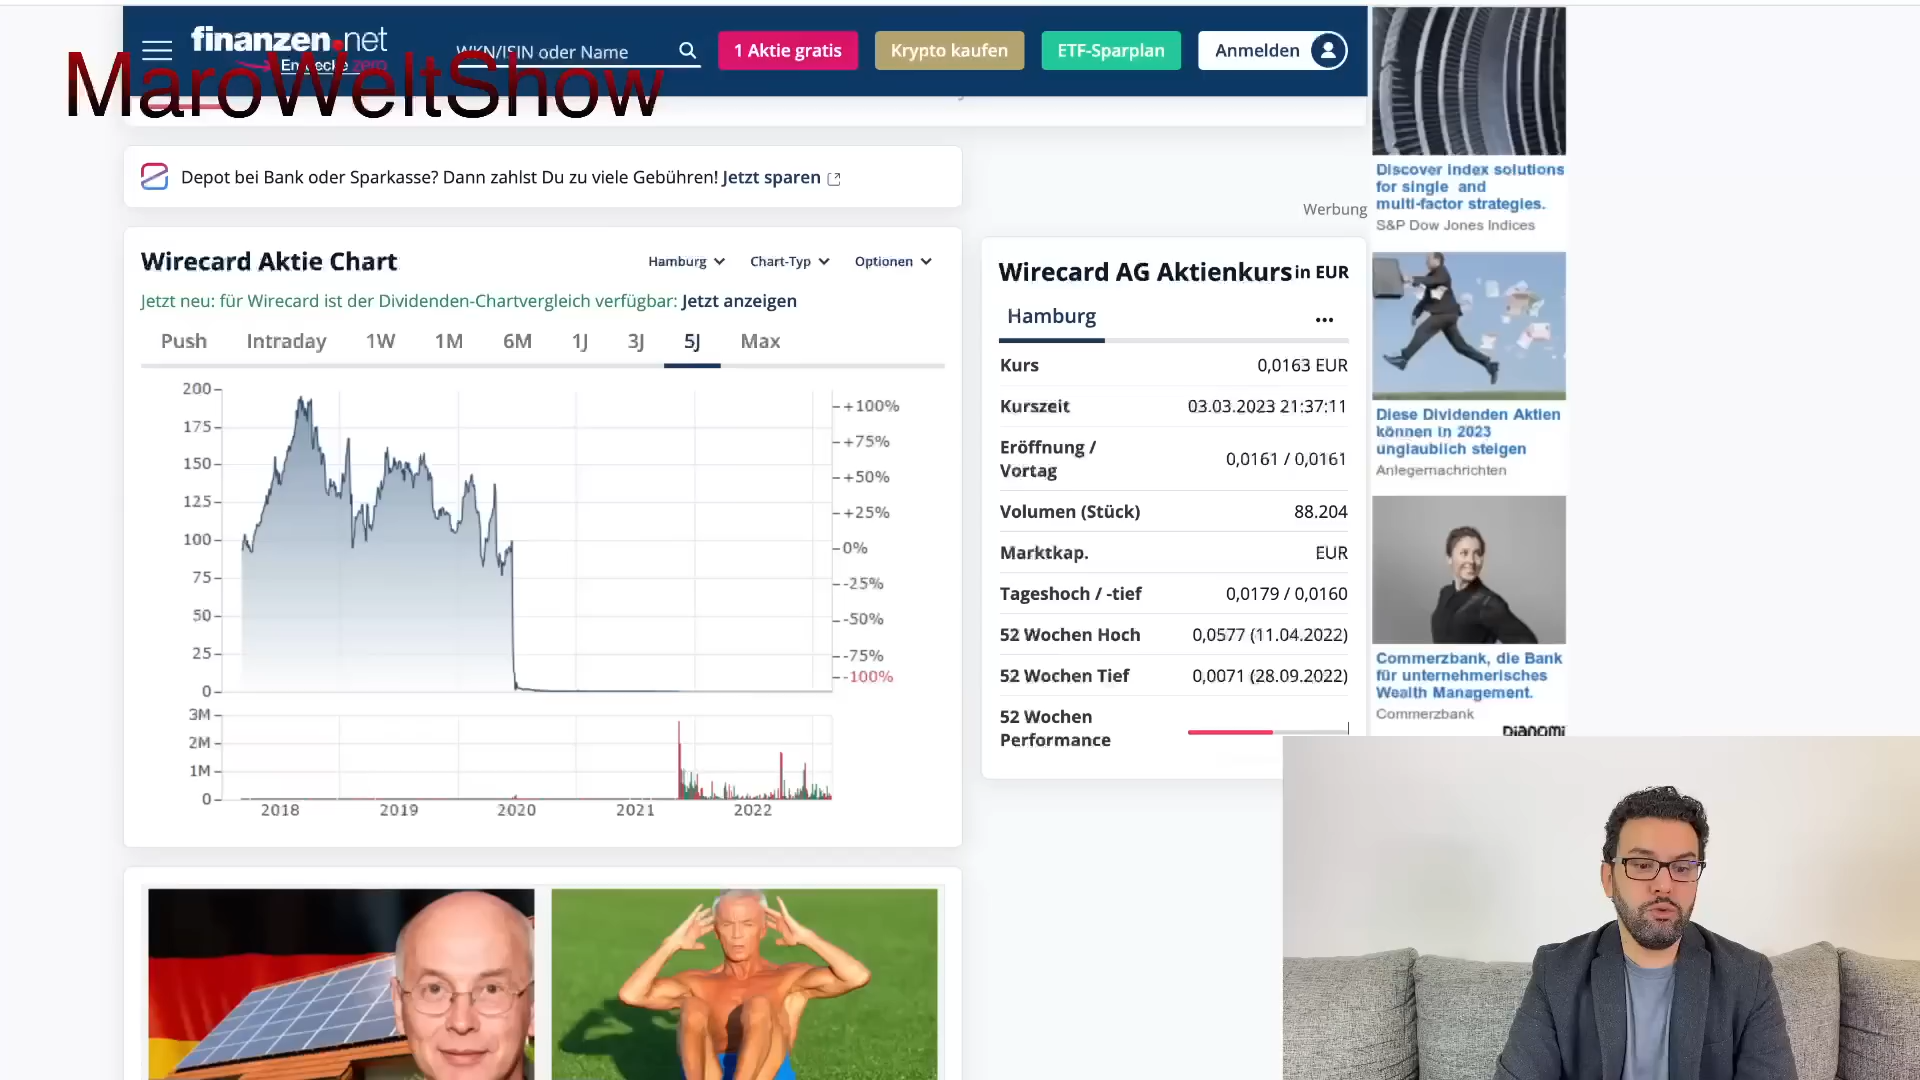 finanzen.net
Entdecke zero
MaroWeltShow
WKN/ISIN oder Name
1 Aktie gratis
Krypto kaufen
ETF-Sparplan
Anmelden
Depot bei Bank oder Sparkasse? Dann zahlst Du zu viele Gebühren! Jetzt sparen
Werbung
Wirecard Aktie Chart
Hamburg
Chart-Typ
Optionen
Jetzt neu: für Wirecard ist der Dividenden-Chartvergleich verfügbar: Jetzt anzeigen
Push Intraday 1W 1M 6M 1J 3J 5J Max
200
175
150
125
100
75
50
25
0
+100%
+75%
+50%
+25%
0%
-25%
-50%
-75%
-100%
3M
2M
1M
0
2018 2019 2020 2021 2022
Wirecard AG Aktienkurs in EUR
Hamburg ...
Kurs 0,0163 EUR
Kurszeit 03.03.2023 21:37:11
Eröffnung /
Vortag 0,0161 / 0,0161
Volumen (Stück) 88.204
Marktkap. EUR
Tageshoch / -tief 0,0179 / 0,0160
52 Wochen Hoch 0,0577 (11.04.2022)
52 Wochen Tief 0,0071 (28.09.2022)
52 Wochen
Performance
Discover index solutions
for single and
multi-factor strategies.
S&P Dow Jones Indices
Diese Dividenden Aktien
können in 2023
unglaublich steigen
Anlegernachrichten
Commerzbank, die Bank
für unternehmerisches
Wealth Management.
Commerzbank
Dianomi